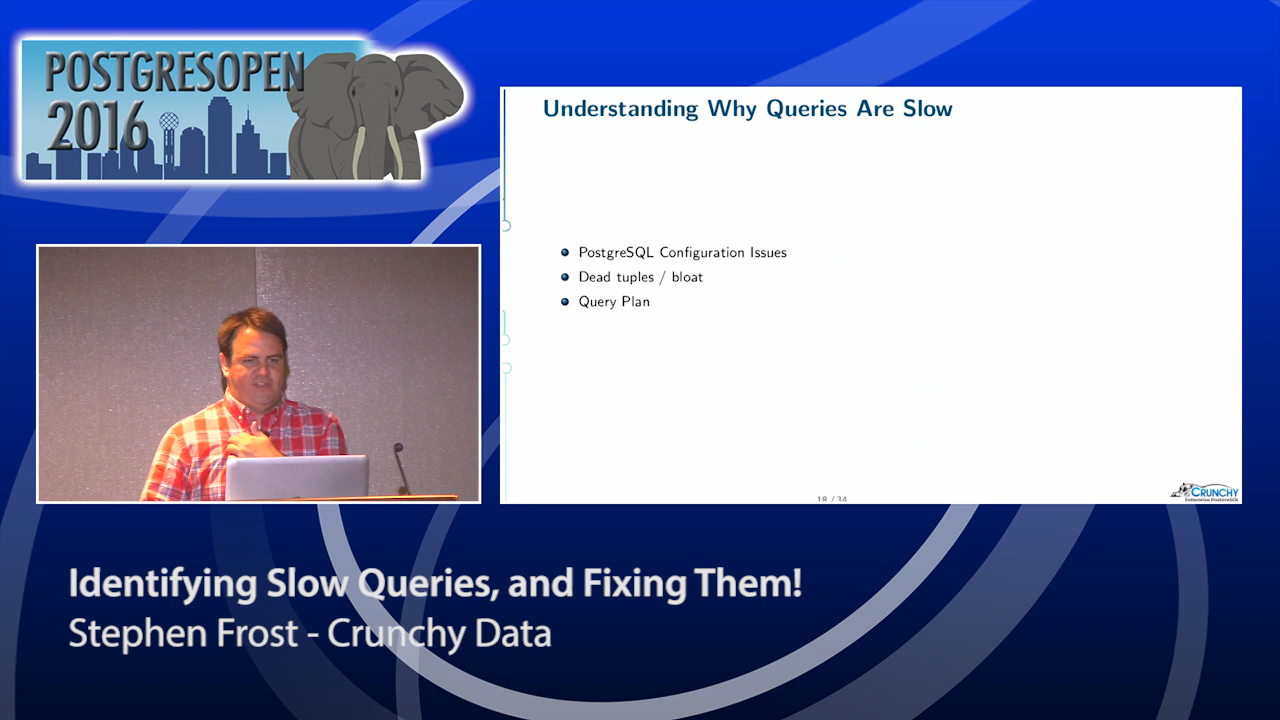 POSTGRESOPEN
2016
Understanding Why Queries Are Slow
PostgreSQL Configuration Issues
Dead tuples / bloat
Query Plan
18 / 34
CRUNCHY
Enterprise PostgreSQL
Identifying Slow Queries, and Fixing Them!
Stephen Frost - Crunchy Data